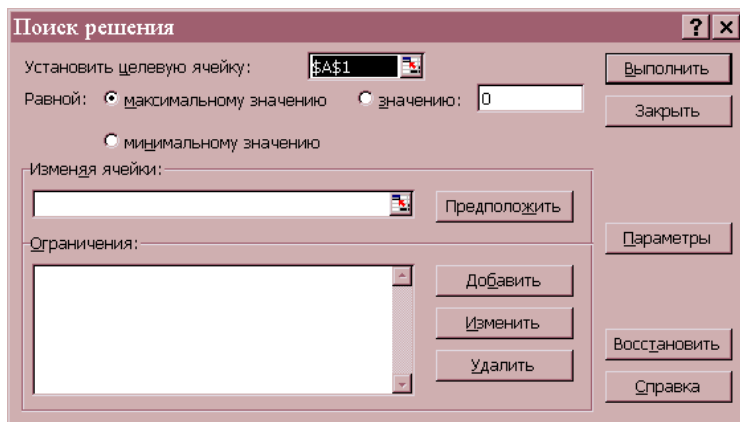 Поиск решения
Установить целевую ячейку: $A$1
Выполнить
Равной: максимальному значению значению: 0
Закрыть
минимальному значению
Изменяя ячейки:
Предположить
Параметры
Ограничения:
Добавить
Изменить
Удалить
Восстановить
Справка